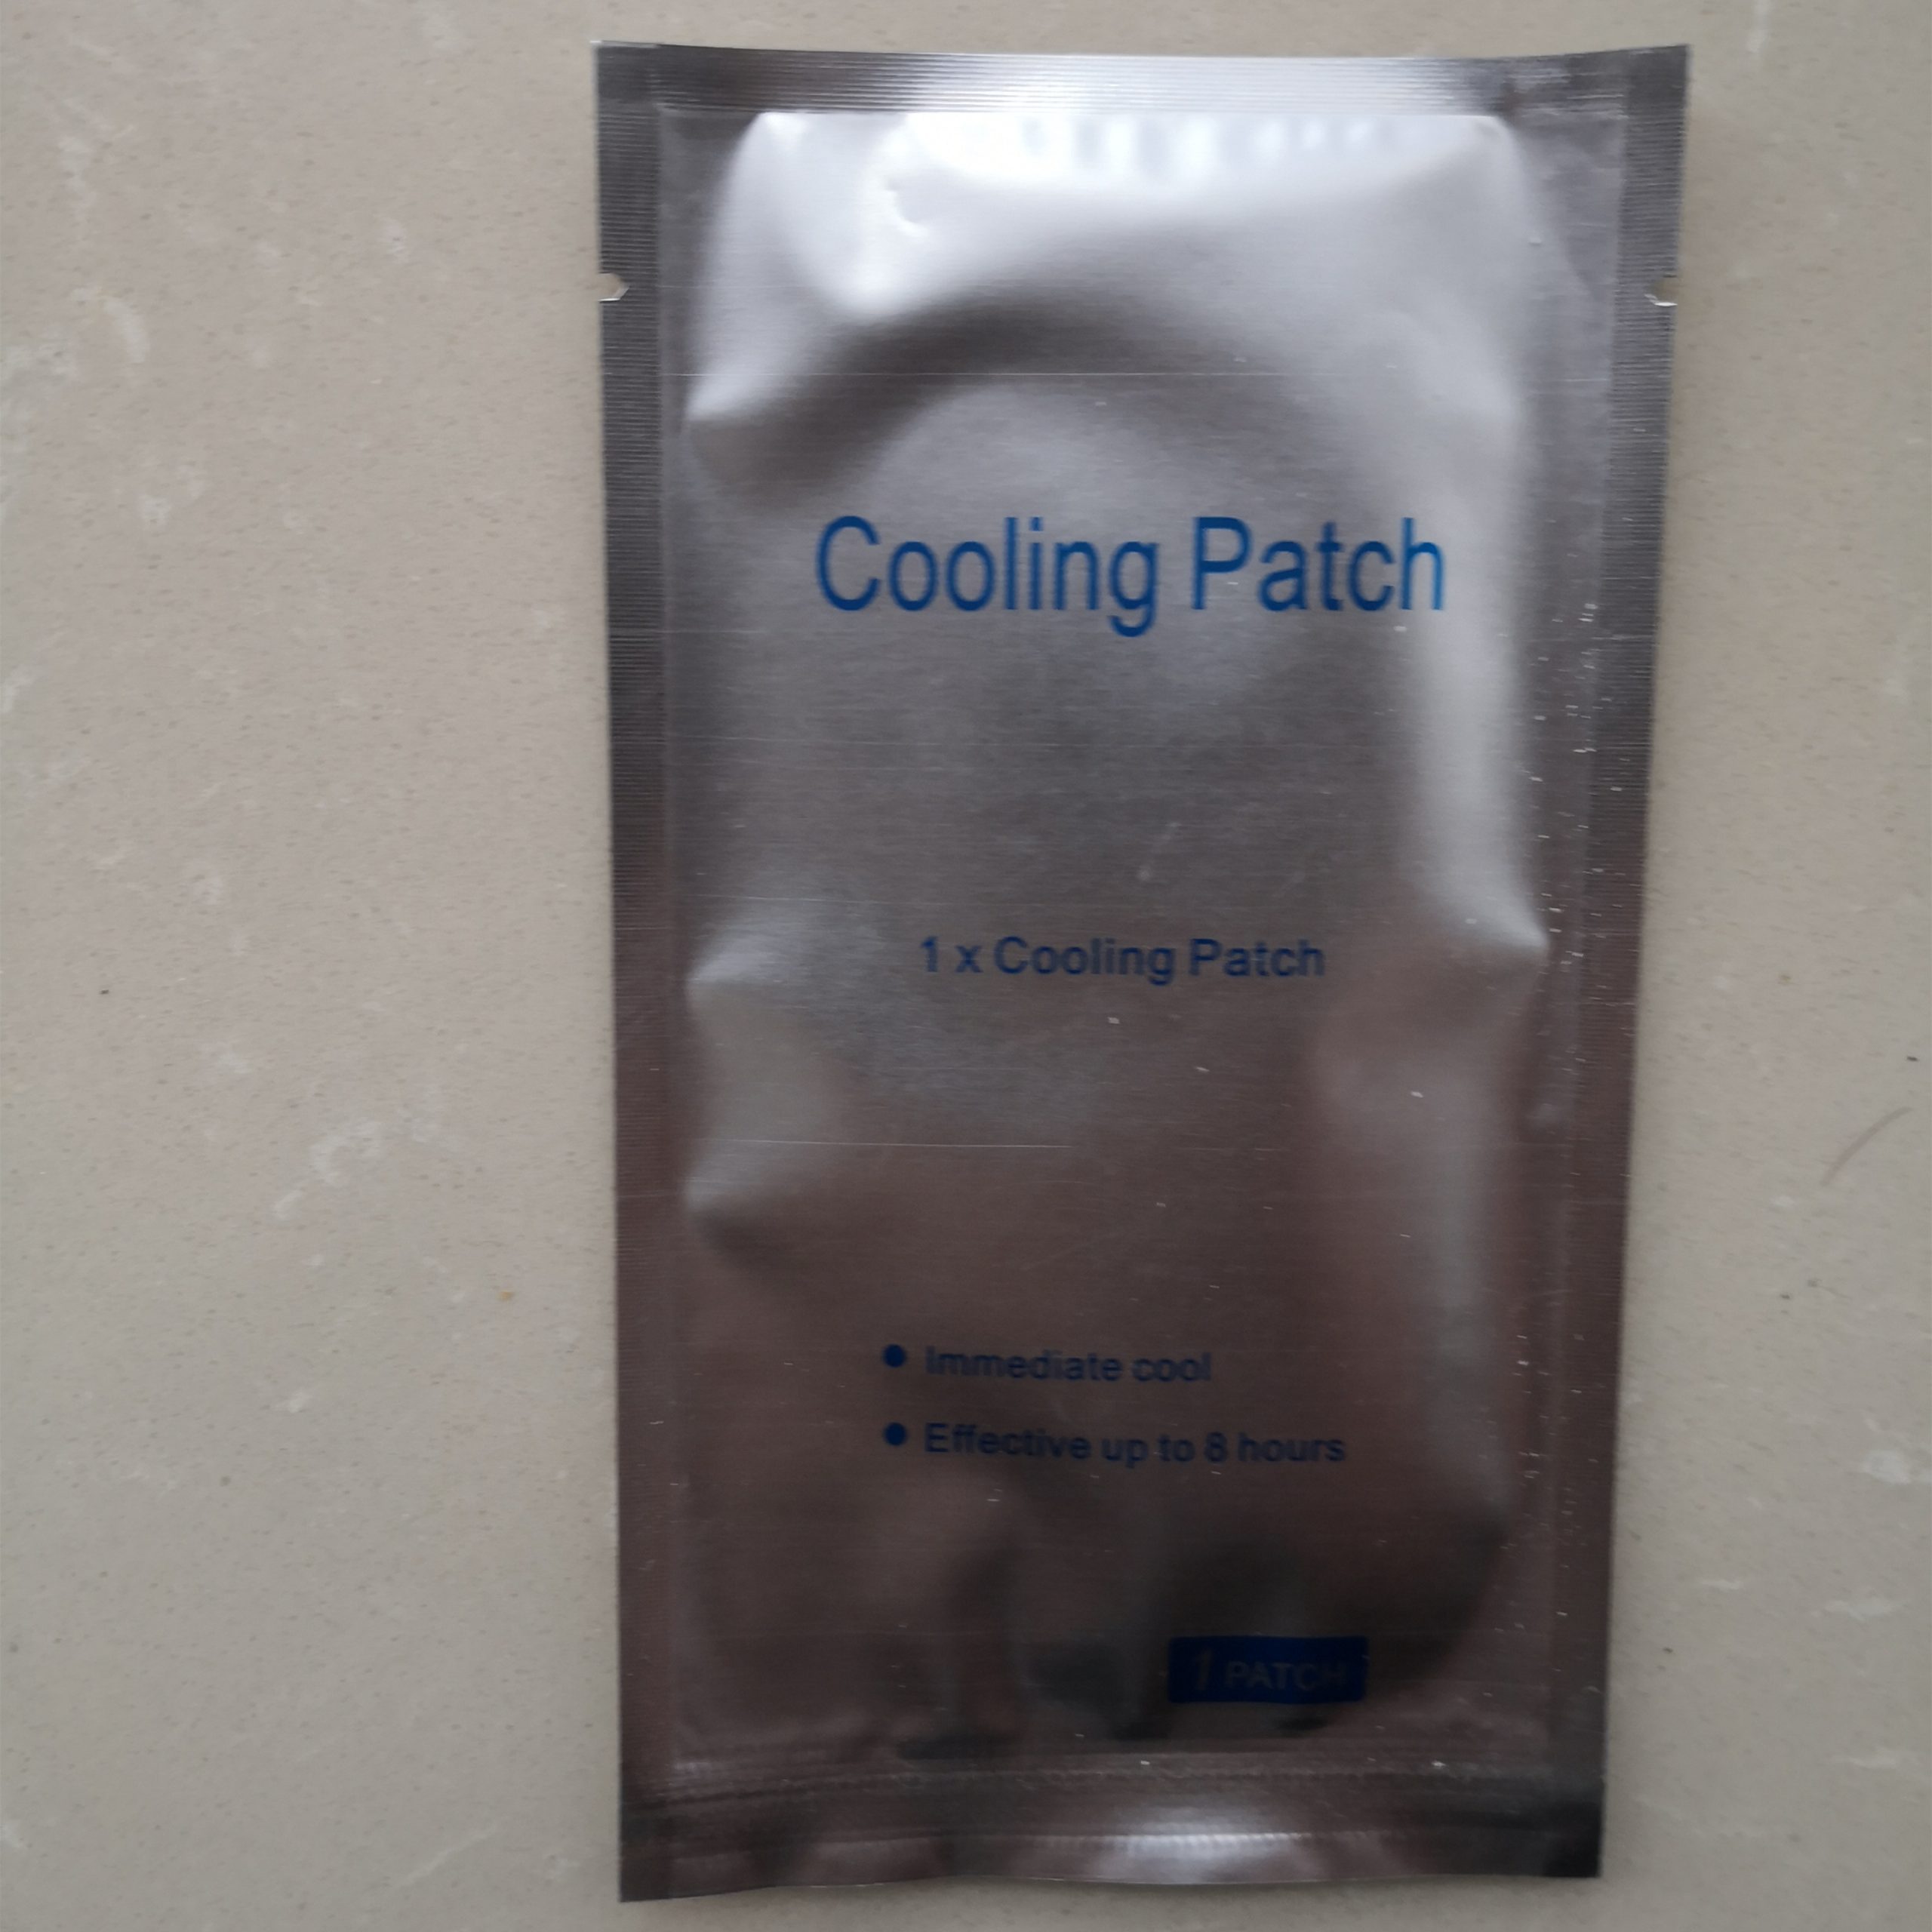 Cooling Patch
1 x Cooling Patch
● Immediate cool
● Effective up to 8 hours
1 PATCH